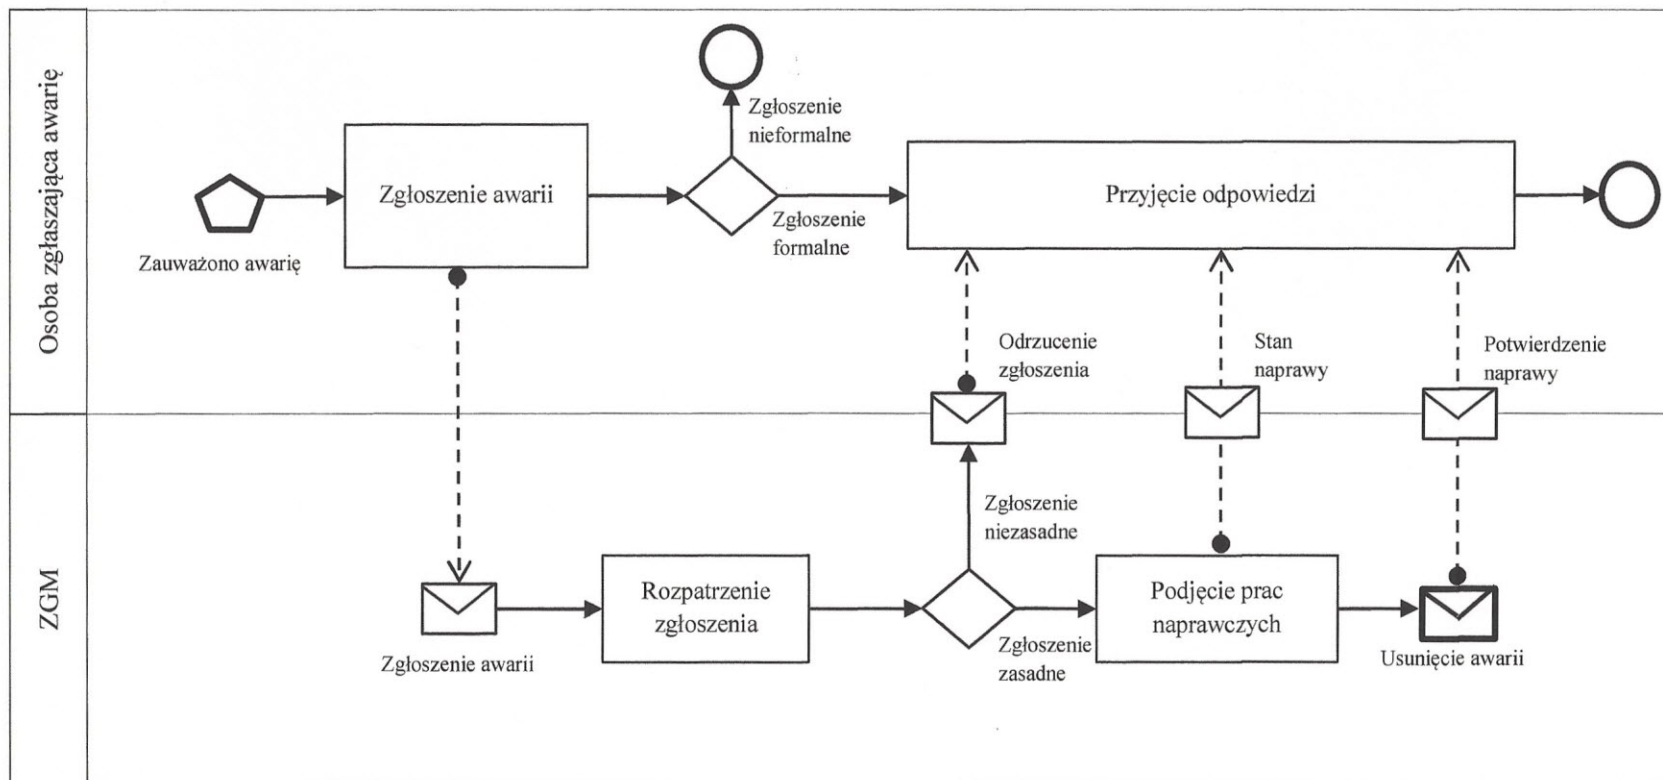 Osoba zgłaszająca awarię
Zauważono awarię
Zgłoszenie awarii
Zgłoszenie
nieformalne
Zgłoszenie
formalne
Przyjęcie odpowiedzi
Odrzucenie
zgłoszenia
Stan
naprawy
Potwierdzenie
naprawy
ZGM
Zgłoszenie awarii
Rozpatrzenie
zgłoszenia
Zgłoszenie
niezasadne
Zgłoszenie
zasadne
Podjęcie prac
naprawczych
Usunięcie awarii